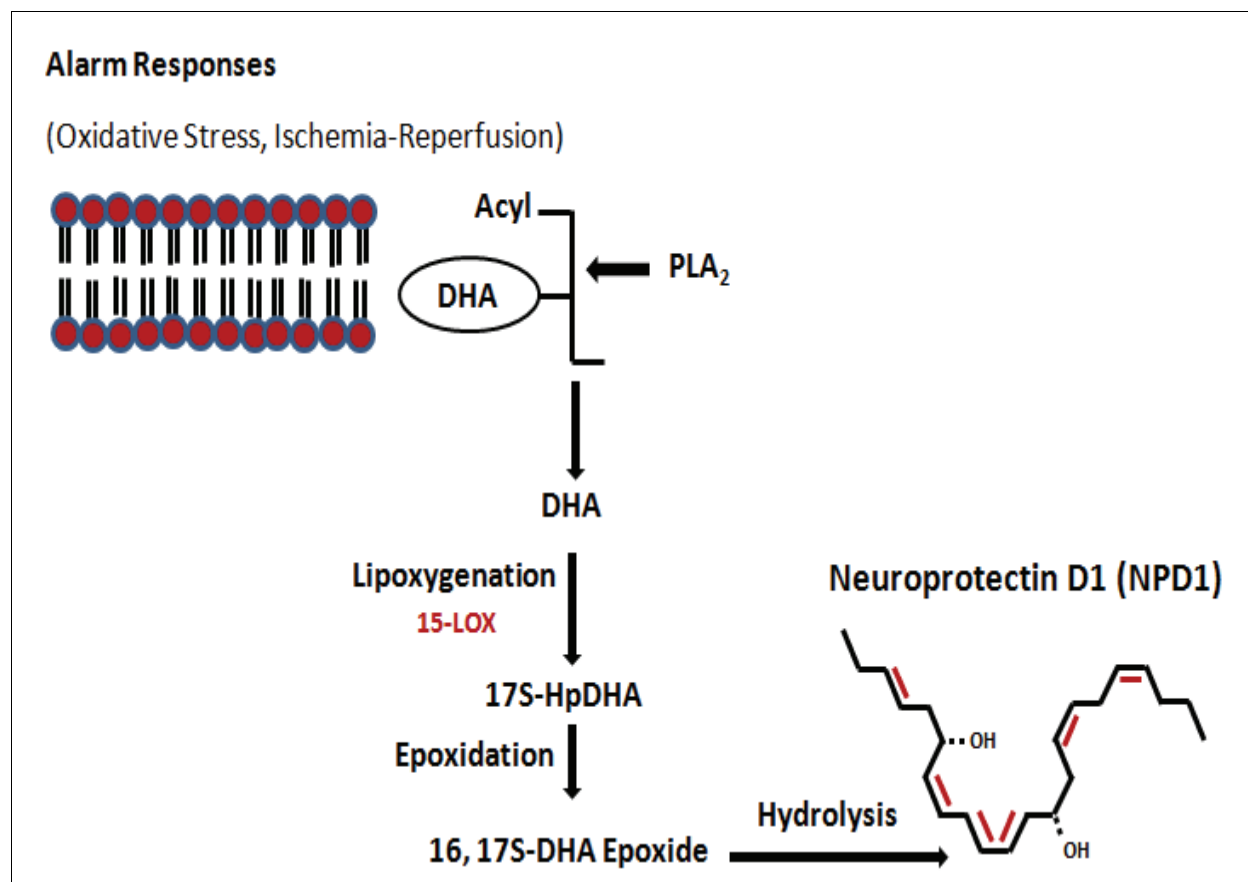 Alarm Responses
(Oxidative Stress, Ischemia-Reperfusion)
Acyl
PLA₂
DHA
DHA
Lipoxygenation
15-LOX
17S-HpDHA
Epoxidation
16, 17S-DHA Epoxide
Hydrolysis
Neuroprotectin D1 (NPD1)
OH
OH